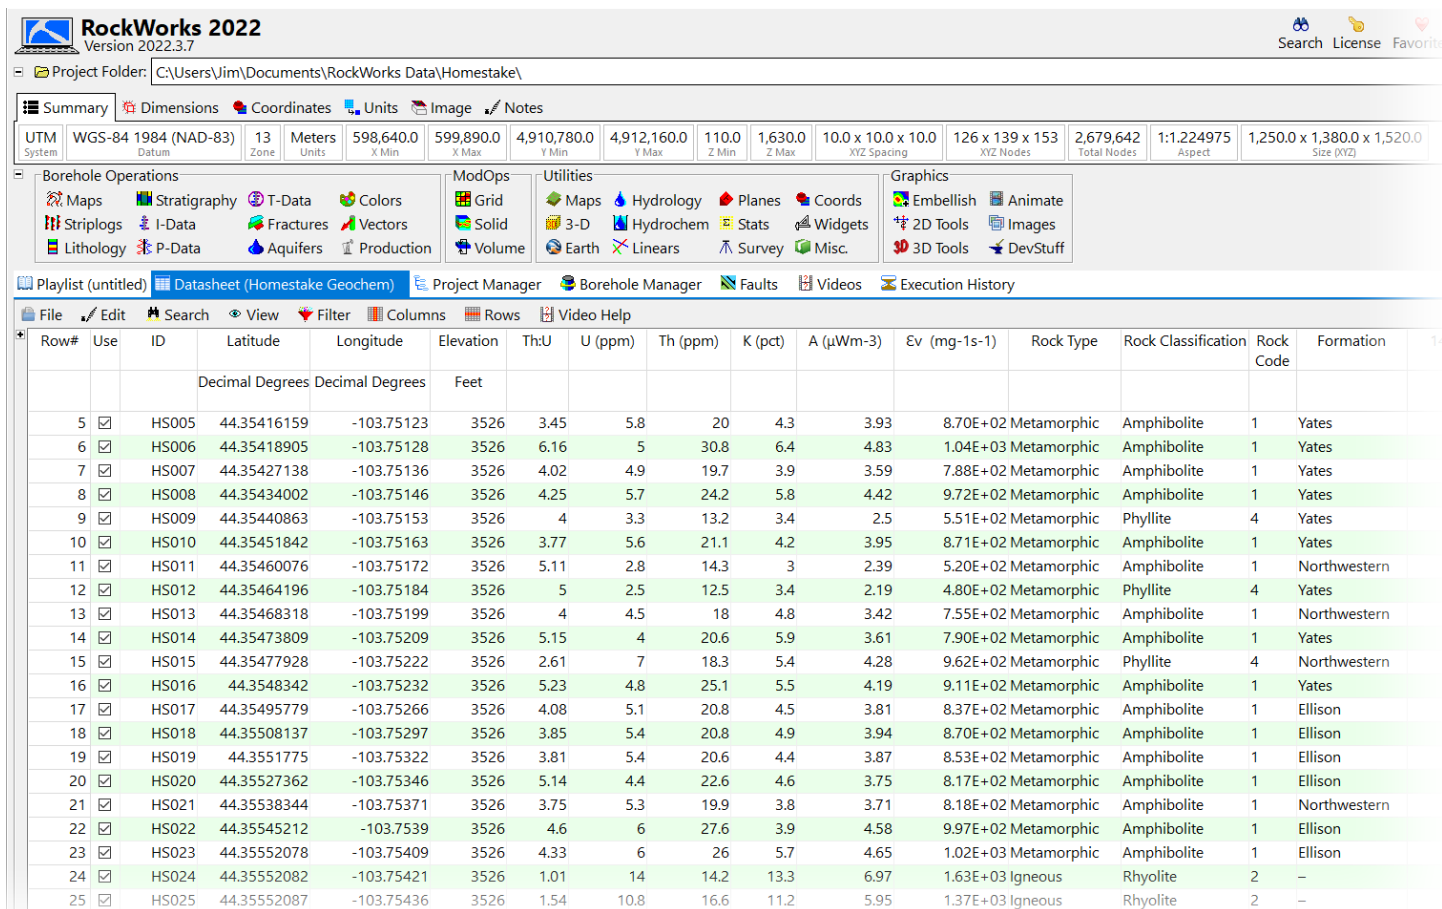 RockWorks 2022
Version 2022.3.7
Search License Favorite
Project Folder: C:\Users\Jim\Documents\RockWorks Data\Homestake\
Summary Dimensions Coordinates Units Image Notes
UTM WGS-84 1984 (NAD-83) 13 Meters 598,640.0 599,890.0 4,910,780.0 4,912,160.0 110.0 1,630.0 10.0 x 10.0 x 10.0 126 x 139 x 153 2,679,642 1:1.224975 1,250.0 x 1,380.0 x 1,520.0
System Datum Zone Units X Min X Max Y Min Y Max Z Min Z Max XYZ Spacing XYZ Nodes Total Nodes Aspect Size (XYZ)
Borehole Operations ModOps Utilities Graphics
Maps Stratigraphy T-Data Colors Grid Maps Hydrology Planes Coords Embellish Animate
Striplogs I-Data Fractures Vectors Solid 3-D Hydrochem Stats Widgets 2D Tools Images
Lithology P-Data Aquifers Production Volume Earth Linears Survey Misc. 3D Tools DevStuff
Playlist (untitled) Datasheet (Homestake Geochem) Project Manager Borehole Manager Faults Videos Execution History
File Edit Search View Filter Columns Rows Video Help
Row# Use ID Latitude Longitude Elevation Th:U U (ppm) Th (ppm) K (pct) A (µWm-3) Ɛv (mg-1s-1) Rock Type Rock Classification Rock Formation
Code
Decimal Degrees Decimal Degrees Feet
5 HS005 44.35416159 -103.75123 3526 3.45 5.8 20 4.3 3.93 8.70E+02 Metamorphic Amphibolite 1 Yates
6 HS006 44.35418905 -103.75128 3526 6.16 5 30.8 6.4 4.83 1.04E+03 Metamorphic Amphibolite 1 Yates
7 HS007 44.35427138 -103.75136 3526 4.02 4.9 19.7 3.9 3.59 7.88E+02 Metamorphic Amphibolite 1 Yates
8 HS008 44.35434002 -103.75146 3526 4.25 5.7 24.2 5.8 4.42 9.72E+02 Metamorphic Amphibolite 1 Yates
9 HS009 44.35440863 -103.75153 3526 4 3.3 13.2 3.4 2.5 5.51E+02 Metamorphic Phyllite 4 Yates
10 HS010 44.35451842 -103.75163 3526 3.77 5.6 21.1 4.2 3.95 8.71E+02 Metamorphic Amphibolite 1 Yates
11 HS011 44.35460076 -103.75172 3526 5.11 2.8 14.3 3 2.39 5.20E+02 Metamorphic Amphibolite 1 Northwestern
12 HS012 44.35464196 -103.75184 3526 5 2.5 12.5 3.4 2.19 4.80E+02 Metamorphic Phyllite 4 Yates
13 HS013 44.35468318 -103.75199 3526 4 4.5 18 4.8 3.42 7.55E+02 Metamorphic Amphibolite 1 Northwestern
14 HS014 44.35473809 -103.75209 3526 5.15 4 20.6 5.9 3.61 7.90E+02 Metamorphic Amphibolite 1 Yates
15 HS015 44.35477928 -103.75222 3526 2.61 7 18.3 5.4 4.28 9.62E+02 Metamorphic Phyllite 4 Northwestern
16 HS016 44.3548342 -103.75232 3526 5.23 4.8 25.1 5.5 4.19 9.11E+02 Metamorphic Amphibolite 1 Yates
17 HS017 44.35495779 -103.75266 3526 4.08 5.1 20.8 4.5 3.81 8.37E+02 Metamorphic Amphibolite 1 Ellison
18 HS018 44.35508137 -103.75297 3526 3.85 5.4 20.8 4.9 3.94 8.70E+02 Metamorphic Amphibolite 1 Ellison
19 HS019 44.3551775 -103.75322 3526 3.81 5.4 20.6 4.4 3.87 8.53E+02 Metamorphic Amphibolite 1 Ellison
20 HS020 44.35527362 -103.75346 3526 5.14 4.4 22.6 4.6 3.75 8.17E+02 Metamorphic Amphibolite 1 Ellison
21 HS021 44.35538344 -103.75371 3526 3.75 5.3 19.9 3.8 3.71 8.18E+02 Metamorphic Amphibolite 1 Northwestern
22 HS022 44.35545212 -103.7539 3526 4.6 6 27.6 3.9 4.58 9.97E+02 Metamorphic Amphibolite 1 Ellison
23 HS023 44.35552078 -103.75409 3526 4.33 6 26 5.7 4.65 1.02E+03 Metamorphic Amphibolite 1 Ellison
24 HS024 44.35552082 -103.75421 3526 1.01 14 14.2 13.3 6.97 1.63E+03 Igneous Rhyolite 2 –
25 HS025 44.35552087 -103.75436 3526 1.54 10.8 16.6 11.2 5.95 1.37E+03 Igneous Rhyolite 2 –